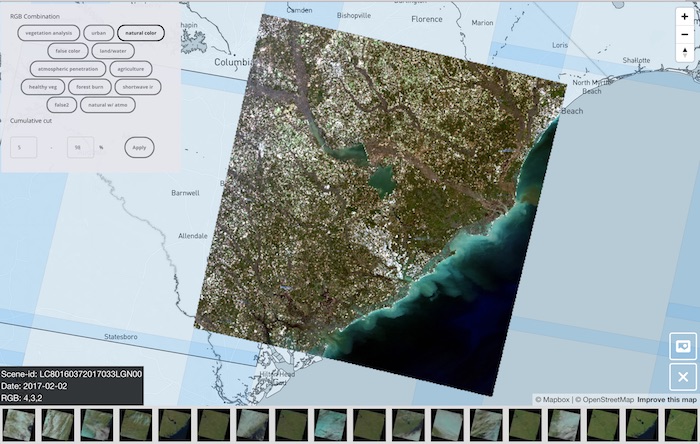 RGB Combination
vegetation analysis
urban
natural color
false color
land/water
atmospheric penetration
agriculture
healthy veg
forest burn
shortwave ir
false2
natural w/ atmo
Cumulative cut
5
-
98
%
Apply
Camden
Bishopville
Florence
Marion
Loris
Shallotte
North Myrtle
Beach
Beach
Columbia
Barnwell
Allendale
Statesboro
Scene-id: LC80160372017033LGN00
Date: 2017-02-02
RGB: 4,3,2
+
−
© Mapbox | © OpenStreetMap Improve this map